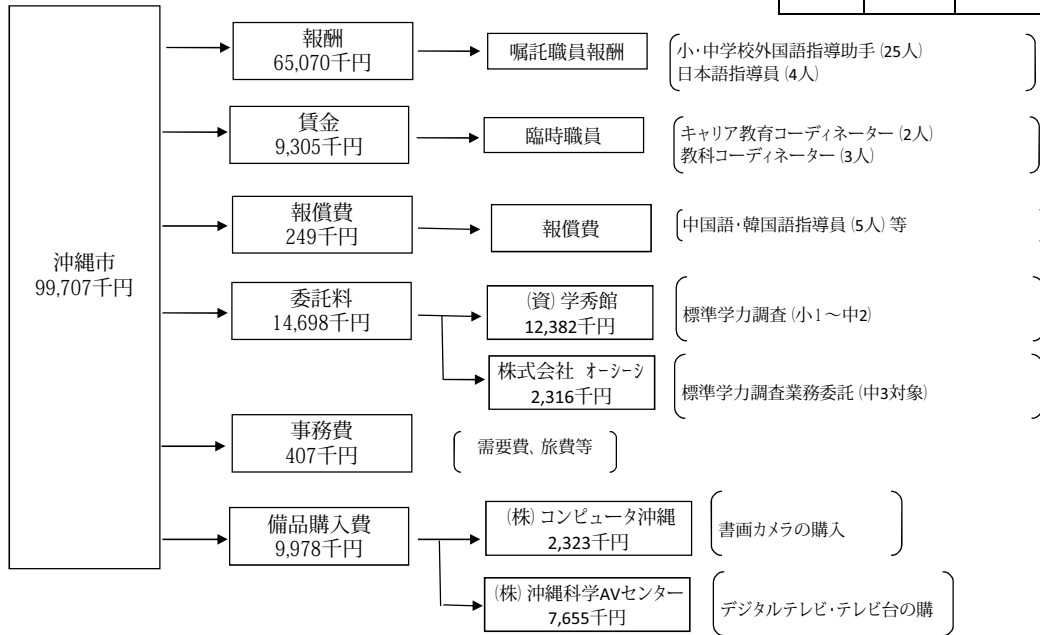 沖縄市
99,707千円
報酬
65,070千円
嘱託職員報酬
小・中学校外国語指導助手(25人)
日本語指導員(4人)
賃金
9,305千円
臨時職員
キャリア教育コーディネーター(2人)
教科コーディネーター(3人)
報償費
249千円
報償費
中国語・韓国語指導員(5人)等
委託料
14,698千円
(資)学秀館
12,382千円
標準学力調査(小1～中2)
株式会社 オーシーシ
2,316千円
標準学力調査業務委託(中3対象)
事務費
407千円
需要費、旅費等
備品購入費
9,978千円
(株)コンピュータ沖縄
2,323千円
書画カメラの購入
(株)沖縄科学AVセンター
7,655千円
デジタルテレビ・テレビ台の購